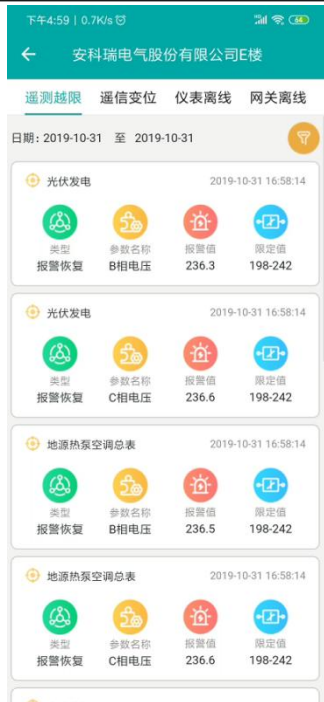 下午4:59 | 0.7K/s
64
安科瑞电气股份有限公司E楼
遥测越限 遥信变位 仪表离线 网关离线
日期:2019-10-31 至 2019-10-31
光伏发电 2019-10-31 16:58:14
类型 参数名称 报警值 限定值
报警恢复 B相电压 236.3 198-242
光伏发电 2019-10-31 16:58:14
类型 参数名称 报警值 限定值
报警恢复 C相电压 236.6 198-242
地源热泵空调总表 2019-10-31 16:58:14
类型 参数名称 报警值 限定值
报警恢复 B相电压 236.5 198-242
地源热泵空调总表 2019-10-31 16:58:14
类型 参数名称 报警值 限定值
报警恢复 C相电压 236.6 198-242